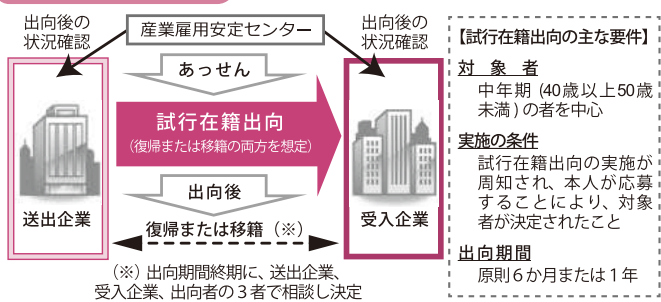 出向後の
状況確認
産業雇用安定センター
出向後の
状況確認
あっせん
試行在籍出向
(復帰または移籍の両方を想定)
出向後
送出企業
復帰または移籍（※）
受入企業
（※）出向期間終期に、送出企業、
受入企業、出向者の３者で相談し決定
【試行在籍出向の主な要件】
対象者
中年期 (40歳以上50歳
未満) の者を中心
実施の条件
試行在籍出向の実施が
周知され、本人が応募
することにより、対象
者が決定されたこと
出向期間
原則６か月または１年